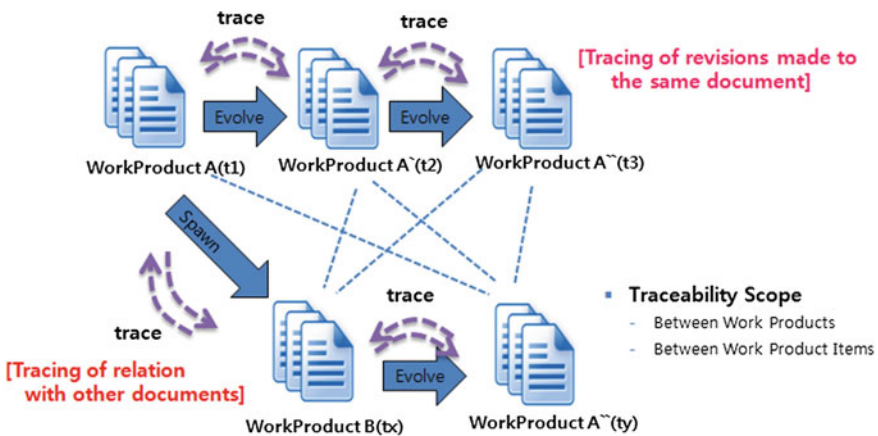 trace
trace
[Tracing of revisions made to
the same document]
Evolve
Evolve
WorkProduct A(t1)
WorkProduct A`(t2)
WorkProduct A``(t3)
Spawn
trace
trace
[Tracing of relation
with other documents]
Evolve
WorkProduct B(tx)
WorkProduct A``(ty)
▪ Traceability Scope
- Between Work Products
- Between Work Product Items